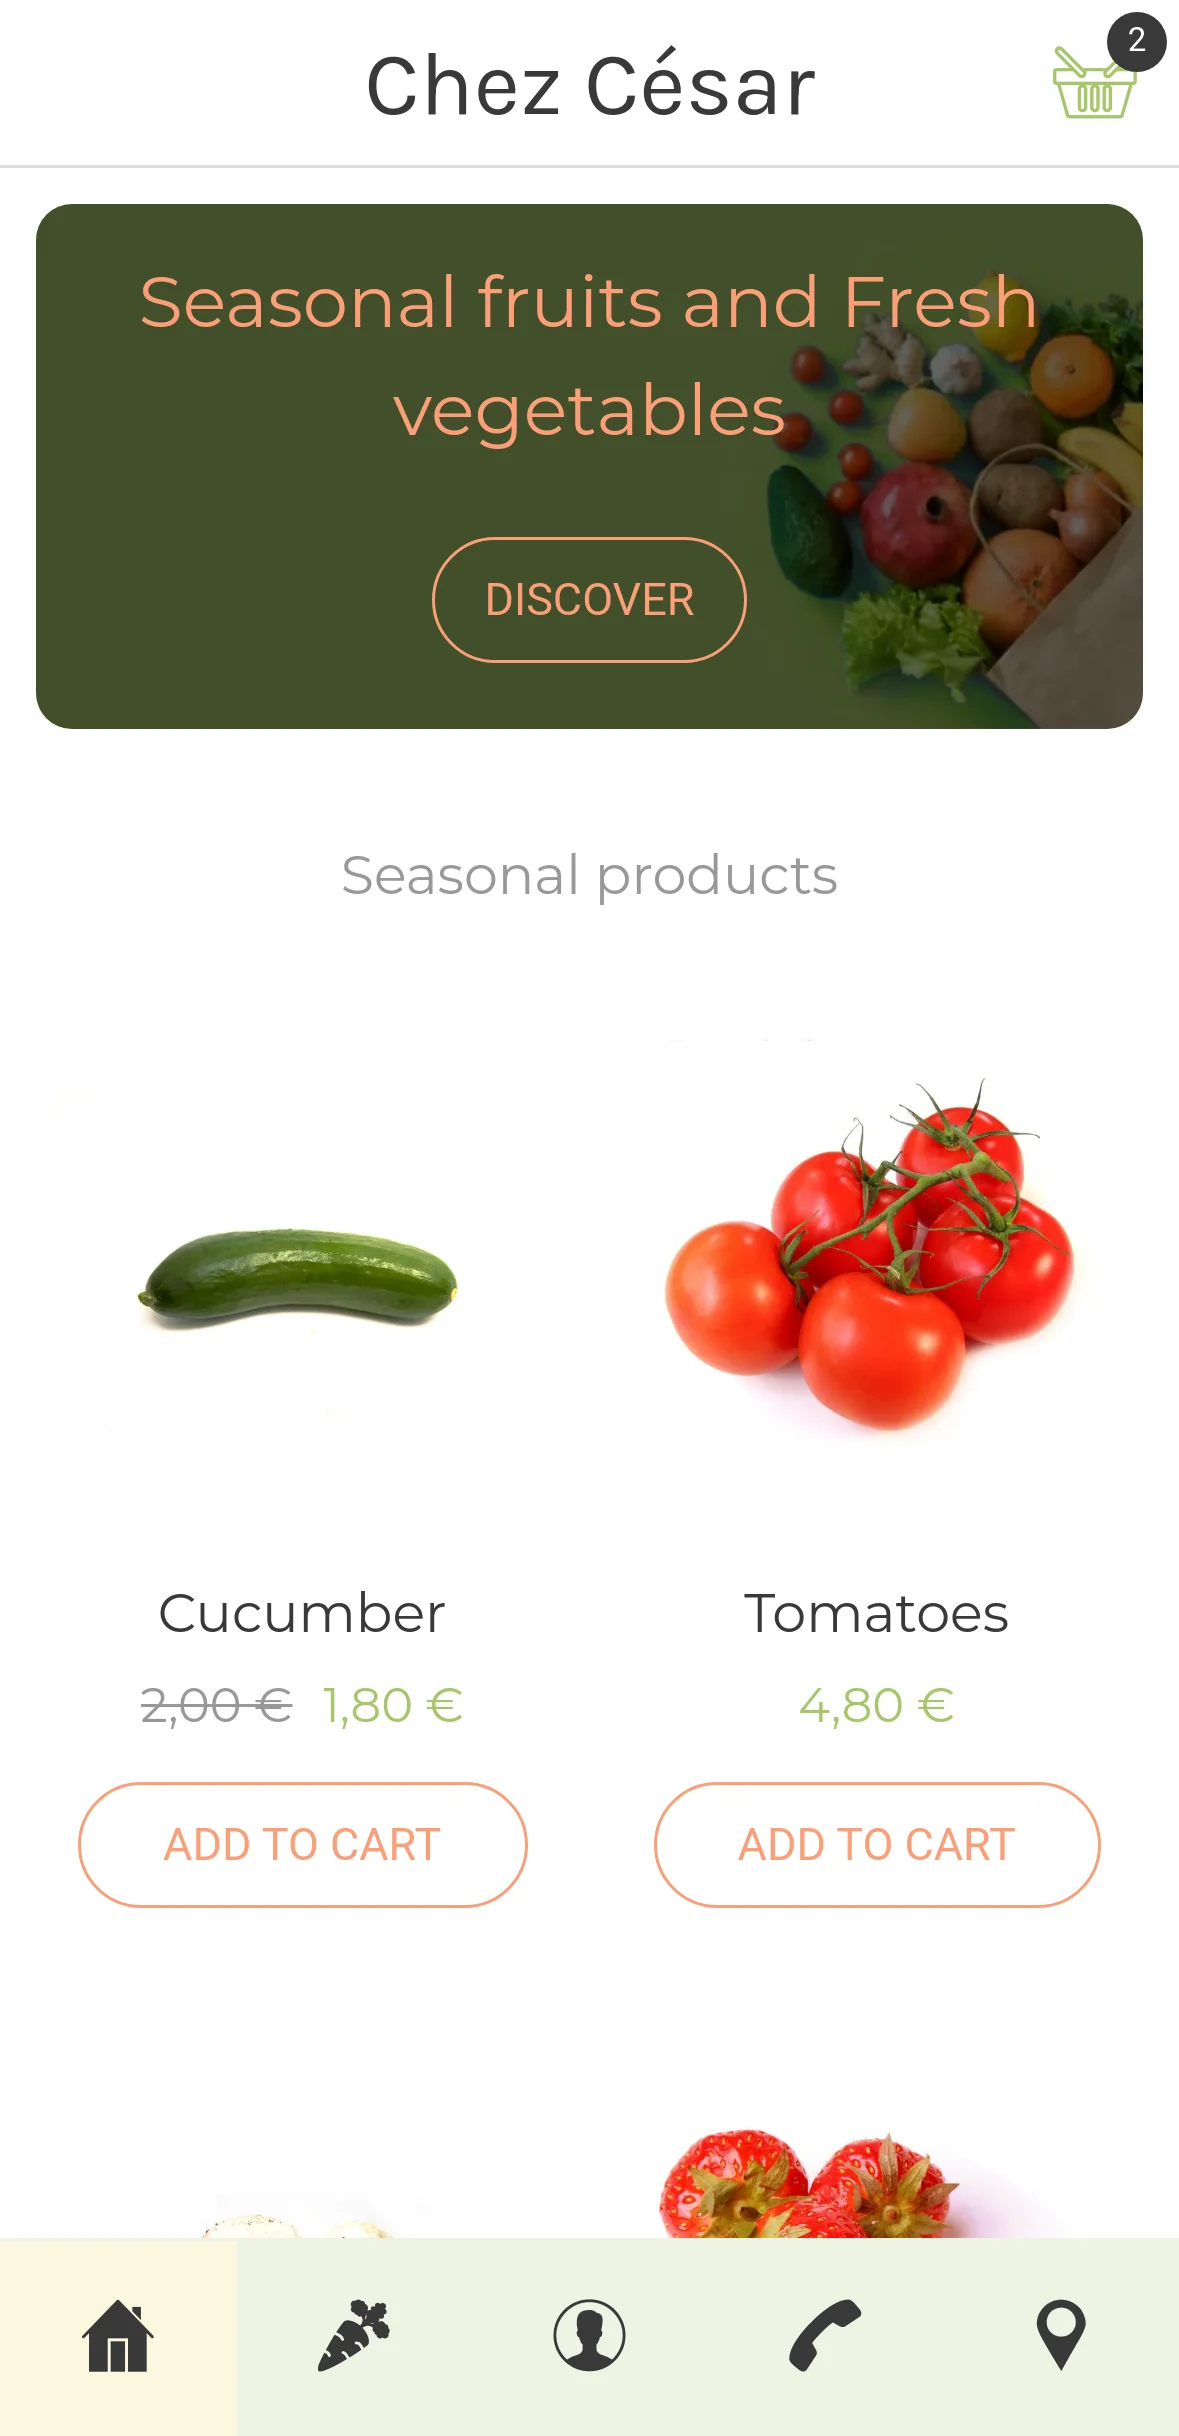 Chez César
2
Seasonal fruits and Fresh
vegetables
DISCOVER
Seasonal products
Cucumber
Tomatoes
2,00 € 1,80 €
4,80 €
ADD TO CART
ADD TO CART